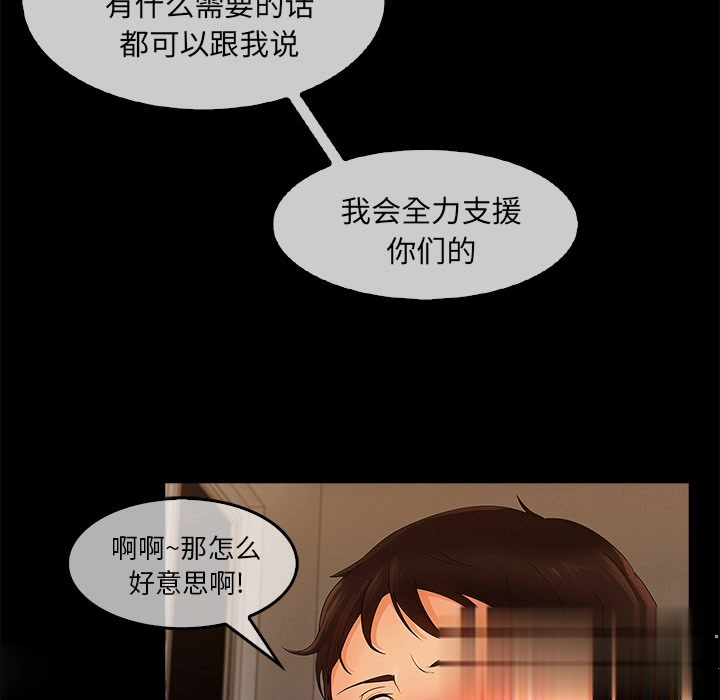 有什么需要的话
都可以跟我说
我会全力支援
你们的
啊啊~那怎么
好意思啊!